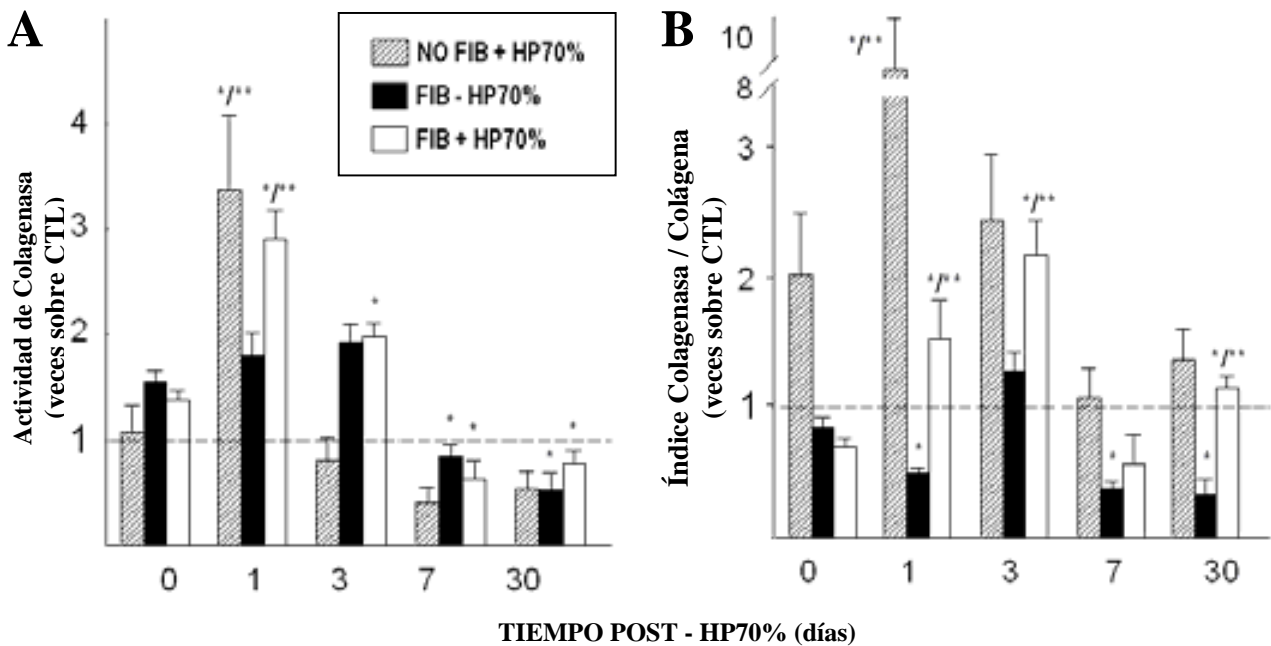 A
NO FIB + HP70%
FIB - HP70%
FIB + HP70%
Actividad de Colagenasa
(veces sobre CTL)
4
3
2
1
*/**
*/**
*
*
*
*
*
0 1 3 7 30
B
Índice Colagenasa / Colágena
(veces sobre CTL)
10
8
3
2
1
*/**
*/**
*/**
*/**
*
*
*
0 1 3 7 30
TIEMPO POST - HP70% (días)